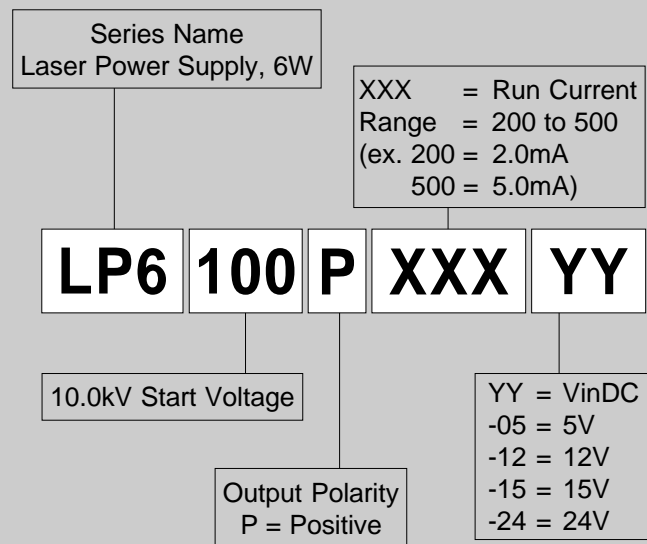 Series Name
Laser Power Supply, 6W
XXX = Run Current
Range = 200 to 500
(ex. 200 = 2.0mA
500 = 5.0mA)
LP6 100 P XXX YY
10.0kV Start Voltage
YY = VinDC
-05 = 5V
-12 = 12V
-15 = 15V
-24 = 24V
Output Polarity
P = Positive